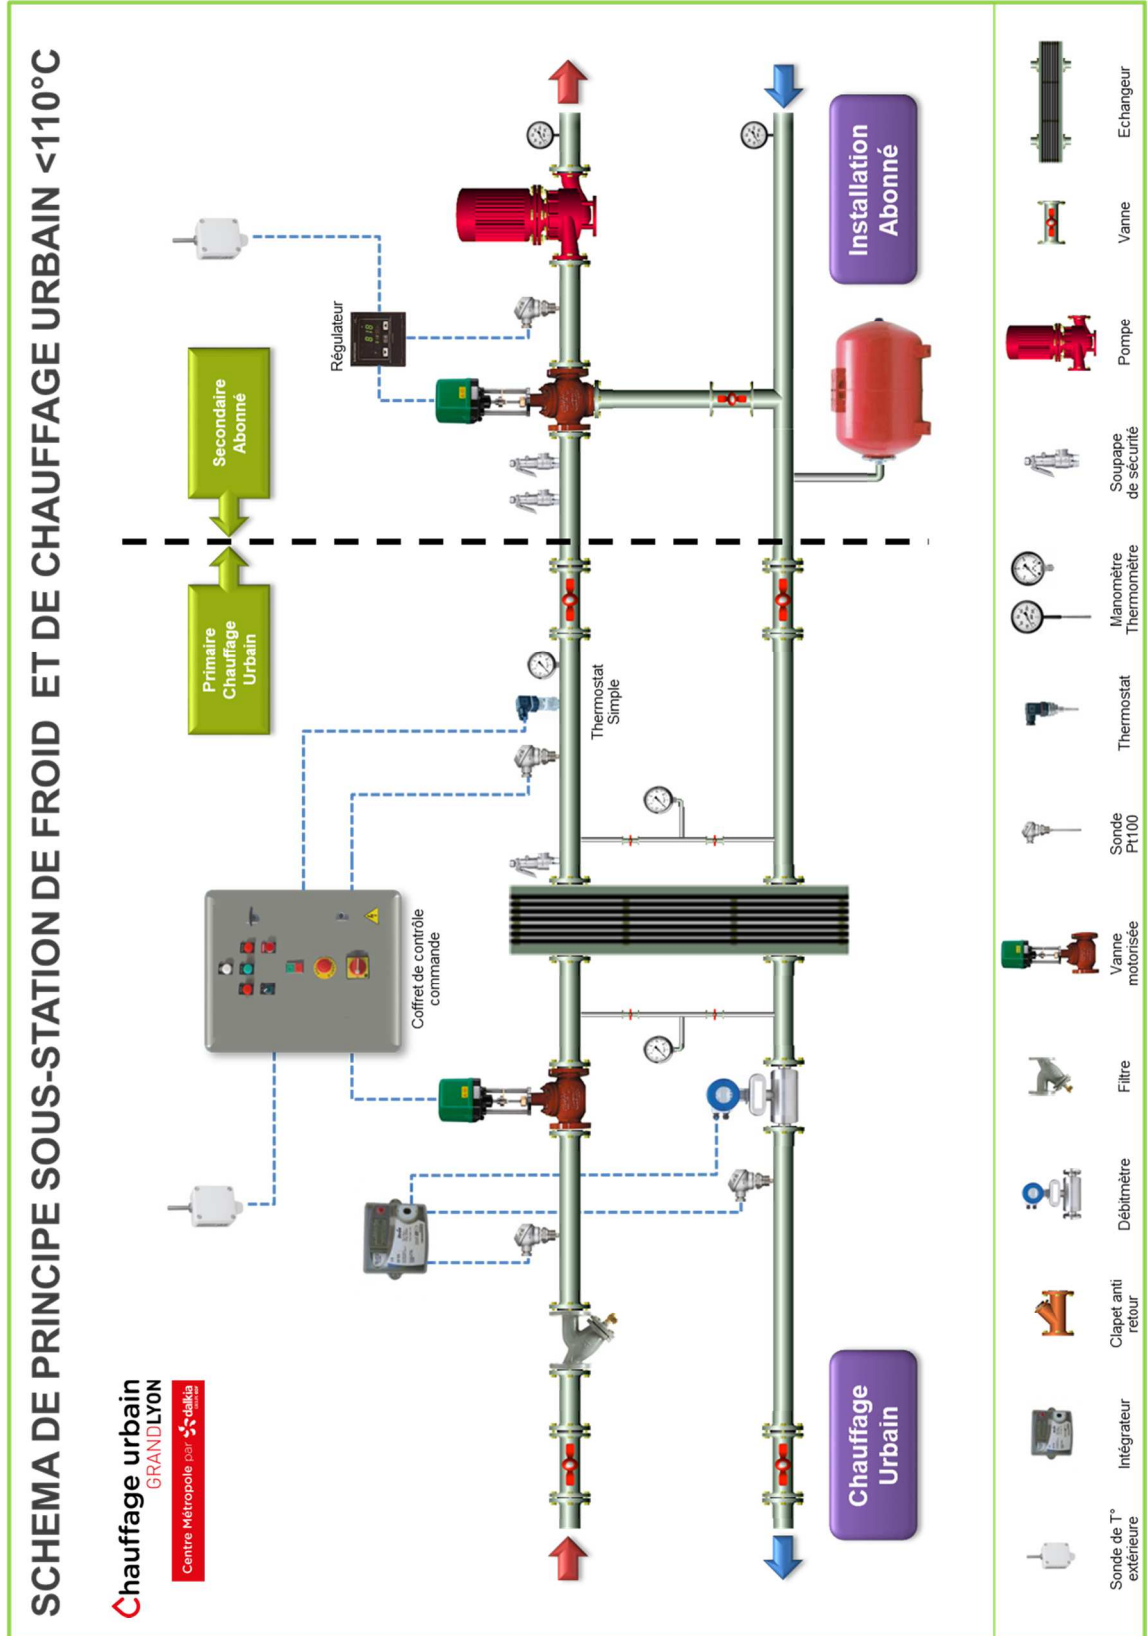 SCHEMA DE PRINCIPE SOUS-STATION DE FROID ET DE CHAUFFAGE URBAIN <110°C
Chauffage urbain
GRANDLYON
Centre Métropole par dalkia
Primaire
Chauffage
Urbain
Secondaire
Abonné
Régulateur
Coffret de contrôle
commande
Thermostat
Simple
Chauffage
Urbain
Installation
Abonné
Sonde de T°
extérieure
Intégrateur
Clapet anti
retour
Débitmètre
Filtre
Vanne
motorisée
Sonde
Pt100
Thermostat
Manomètre
Thermomètre
Soupape
de sécurité
Pompe
Vanne
Echangeur